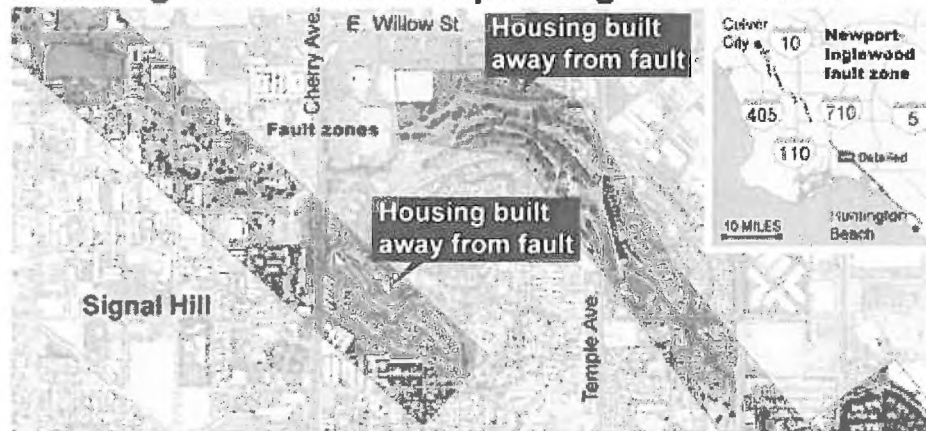 E. Willow St.
Cherry Ave.
Housing built
away from fault
Fault zones
Housing built
away from fault
Signal Hill
Temple Ave.
Culver
City
10
Newport-
Inglewood
fault zone
405
710
5
110
Detailed
10 MILES
Huntington
Beach